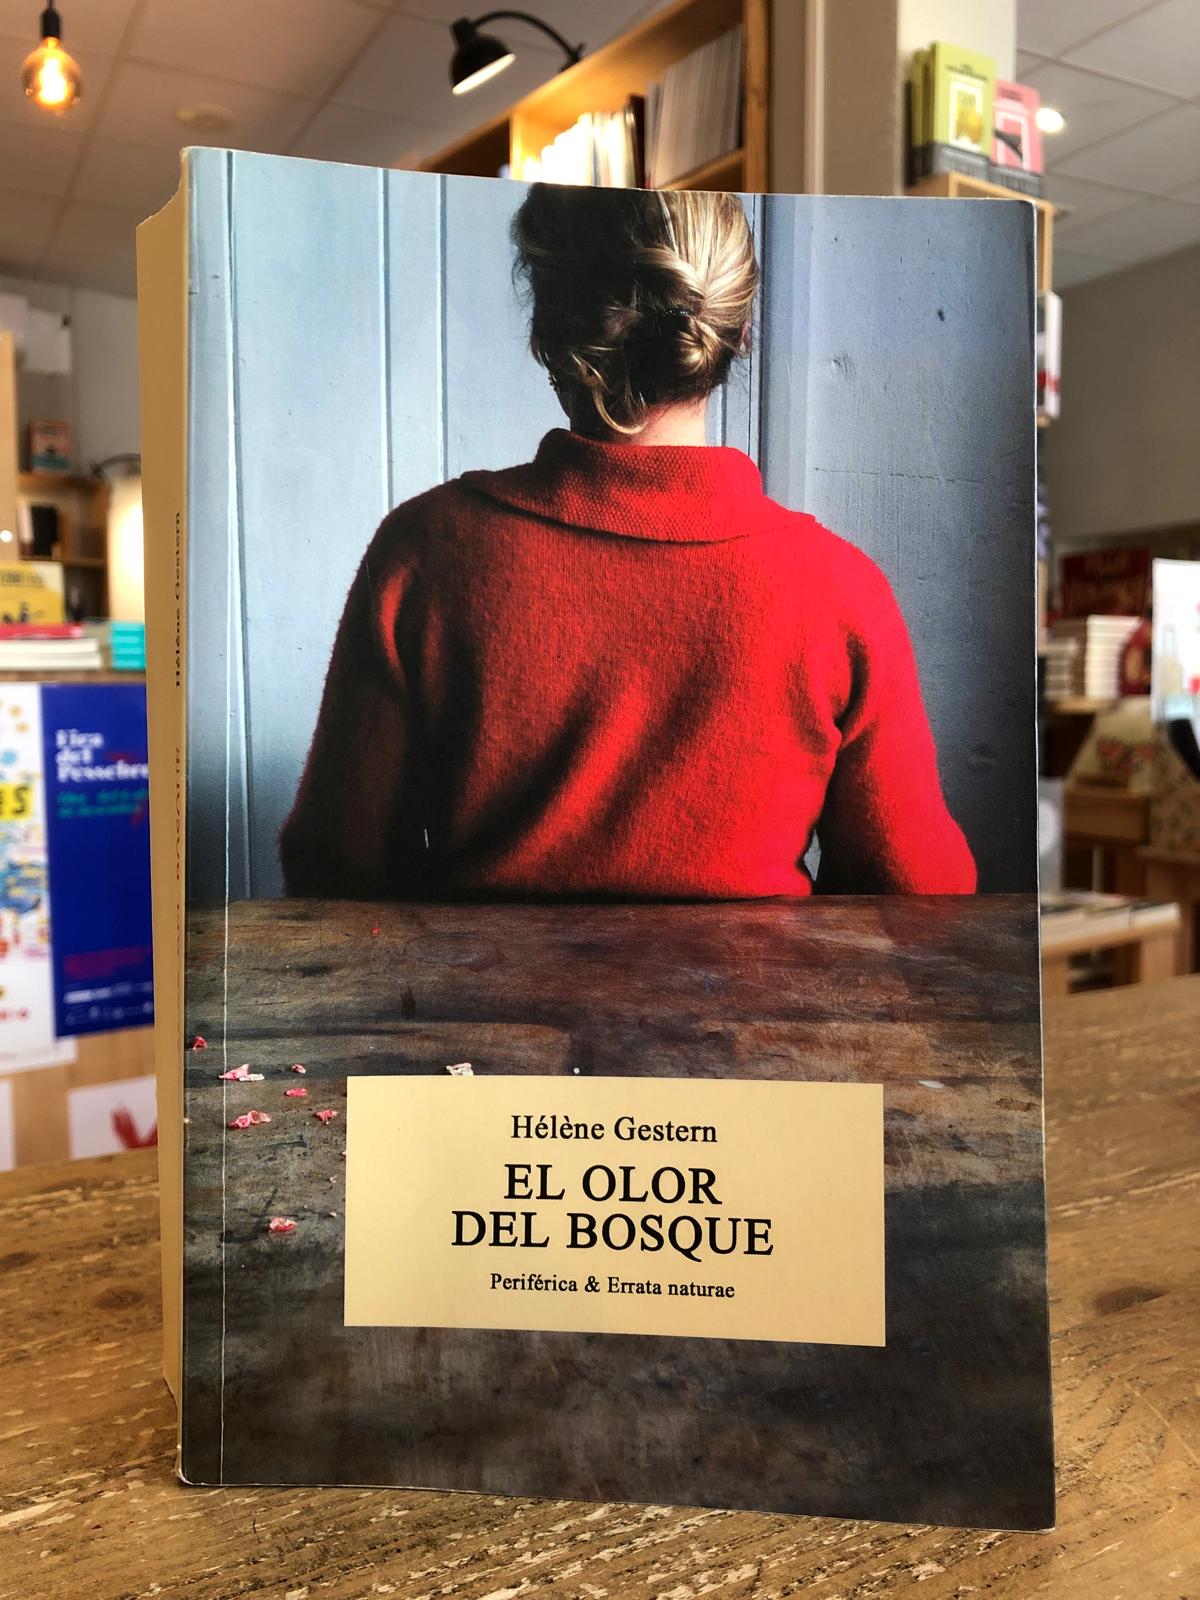 Hélène Gestern
EL OLOR
DEL BOSQUE
Periférica & Errata naturae
Hélène Gestern
Fira
del
Pessebre